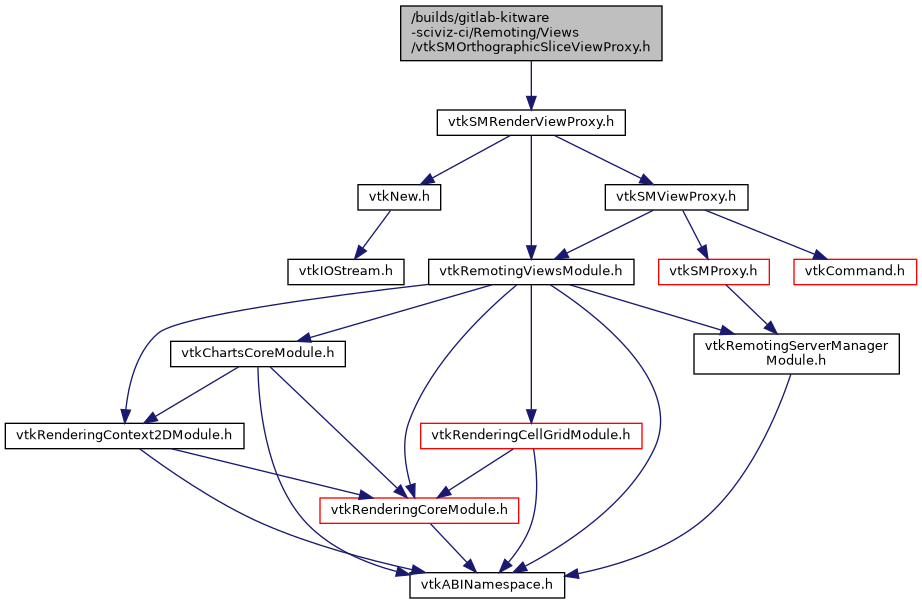 /builds/gitlab-kitware
-sciviz-ci/Remoting/Views
/vtkSMOrthographicSliceViewProxy.h
vtkSMRenderViewProxy.h
vtkNew.h
vtkSMViewProxy.h
vtkIOStream.h
vtkRemotingViewsModule.h
vtkSMProxy.h
vtkCommand.h
vtkChartsCoreModule.h
vtkRemotingServerManager
Module.h
vtkRenderingContext2DModule.h
vtkRenderingCellGridModule.h
vtkRenderingCoreModule.h
vtkABINamespace.h